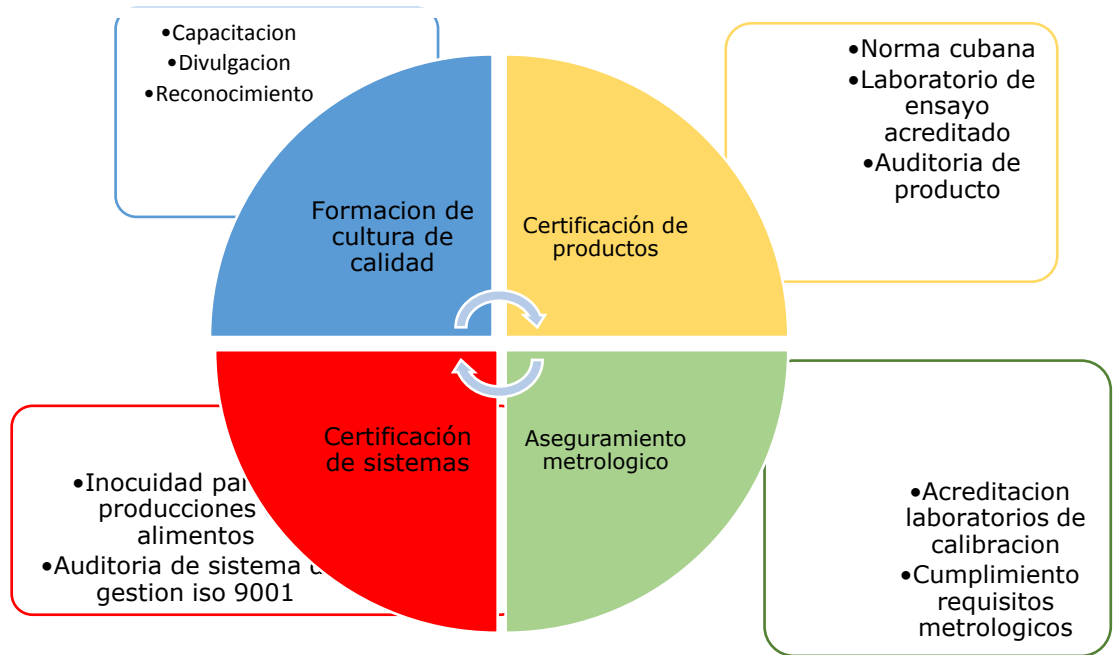 •Capacitacion
•Divulgacion
•Reconocimiento
•Norma cubana
•Laboratorio de
ensayo
acreditado
•Auditoria de
producto
Formacion de
cultura de
calidad
Certificación de
productos
Certificación
de sistemas
Aseguramiento
metrologico
•Inocuidad
producciones
alimentos
•Auditoria de sistema
gestion iso 9001
•Acreditacion
laboratorios de
calibracion
•Cumplimiento
requisitos
metrologicos